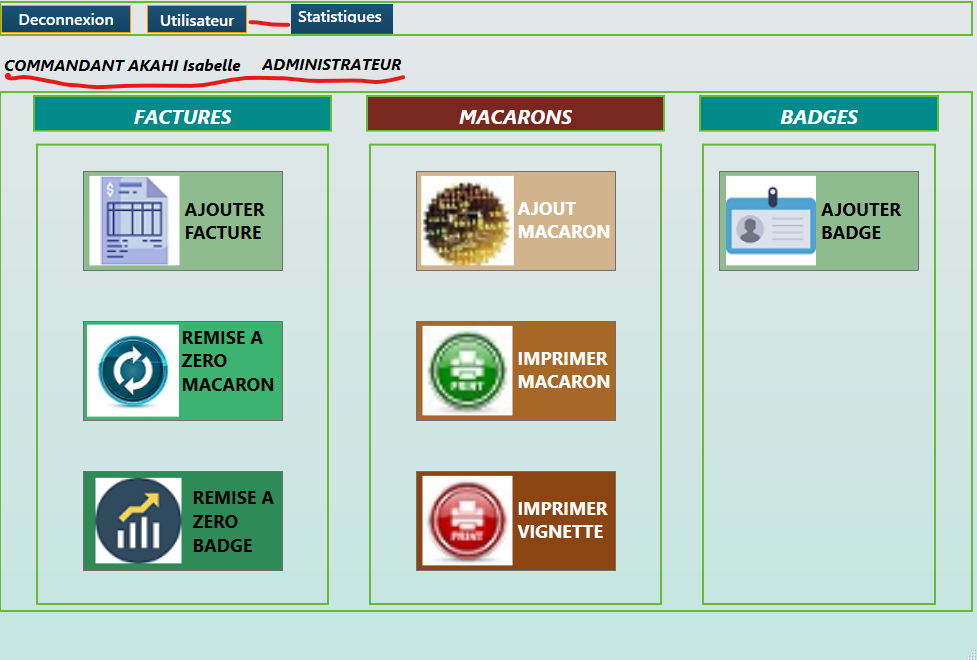 Deconnexion Utilisateur Statistiques
COMMANDANT AKAHI Isabelle ADMINISTRATEUR
FACTURES MACARONS BADGES
AJOUTER
FACTURE
AJOUT
MACARON
AJOUTER
BADGE
REMISE A
ZERO
MACARON
PRINT
IMPRIMER
MACARON
REMISE A
ZERO
BADGE
PRINT
IMPRIMER
VIGNETTE